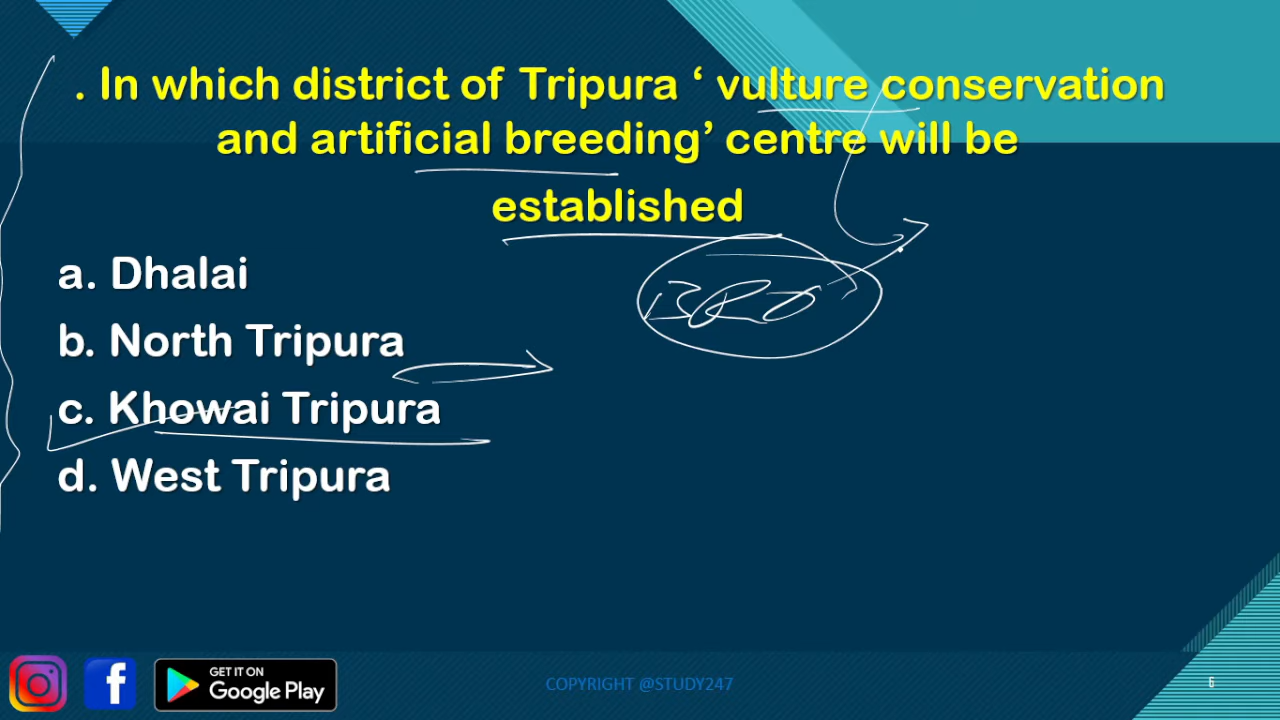 . In which district of Tripura ‘ vulture conservation
and artificial breeding’ centre will be
established
a. Dhalai
b. North Tripura
c. Khowai Tripura
d. West Tripura
GET IT ON
Google Play
COPYRIGHT @STUDY247
6